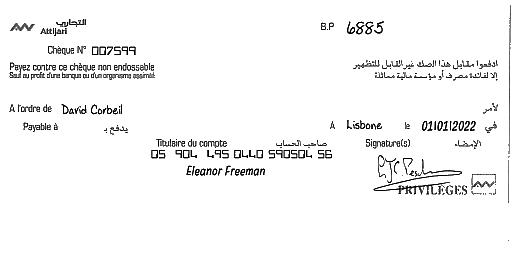 التجاري
Attijari
B.P 6885
Chèque N° 007599
Payez contre ce chèque non endossable
ادفعوا مقابل هذا الصك غير القابل للتظهير
Sauf au profit d'une banque ou d'un organisme assimilé
إلا لفائدة مصرف أو مؤسسة مالية مماثلة
A l'ordre de David Corbeil لأمر
Payable à يدفع بـ A Lisbone le 01/01/2022 في
Titulaire du compte صاحب الحساب Signature(s) الإمضاء
05 904 495 0440 590504 56
Eleanor Freeman
PRIVILEGES